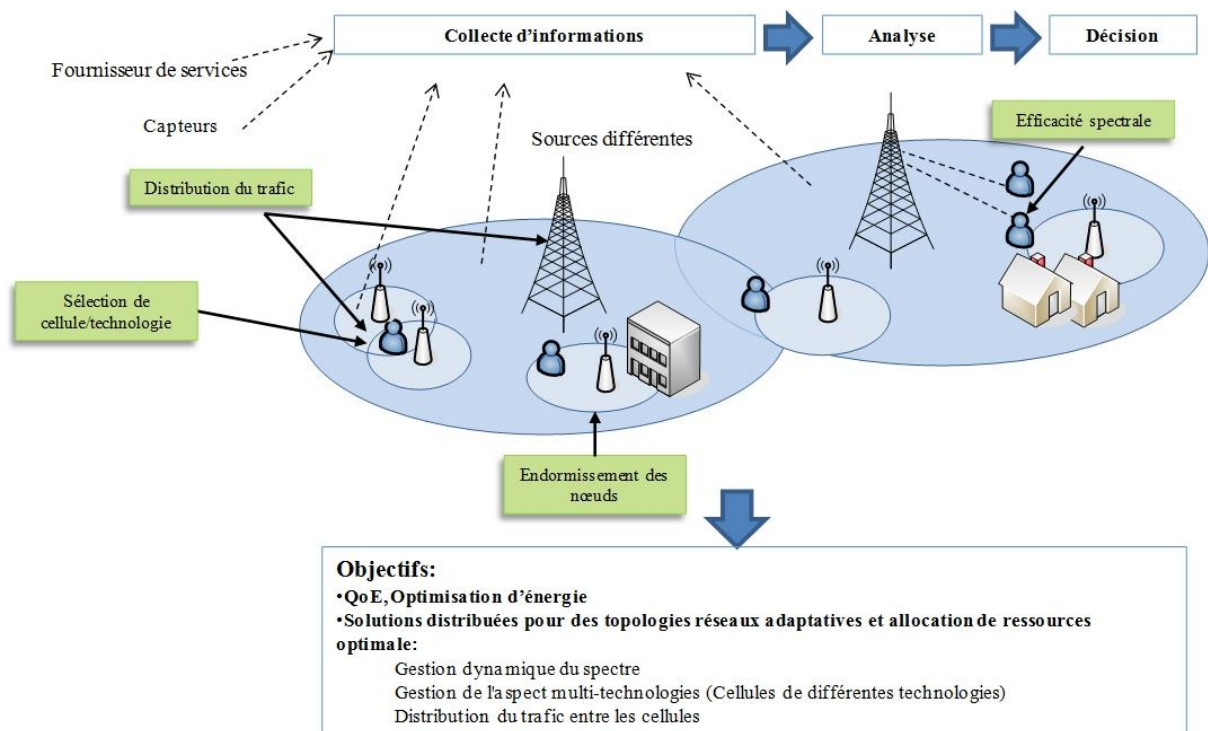 Collecte d'informations
Analyse
Décision
Fournisseur de services
Capteurs
Sources différentes
Efficacité spectrale
Distribution du trafic
Sélection de
cellule/technologie
Endormissement des
nœuds
Objectifs:
•QoE,Optimisation d'énergie
•Solutions distribuées pour des topologies réseaux adaptatives et allocation de ressources
optimale:
Gestion dynamique du spectre
Gestion de l'aspect multi-technologies (Cellules de différentes technologies)
Distribution du trafic entre les cellules